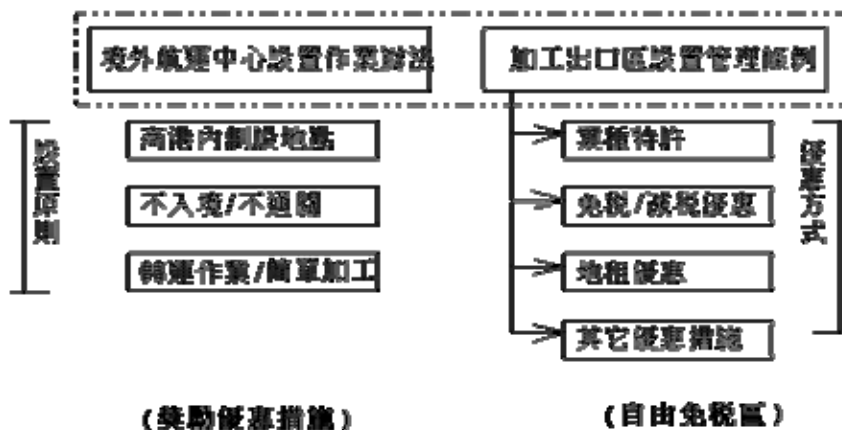 境外航運中心設置作業辦法
加工出口區設置管理條例
設置原則
高港內劃設地點
不入境/不通關
轉運作業/簡單加工
業種特許
免稅/減稅優惠
地租優惠
其它優惠措施
優惠方式
(獎勵優惠措施)
(自由免稅區)